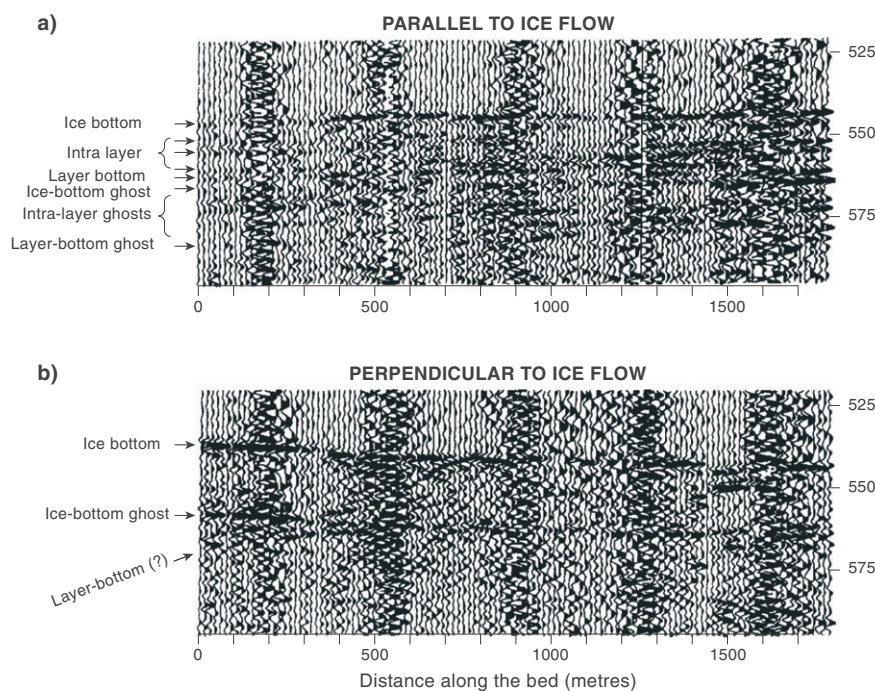 a)
PARALLEL TO ICE FLOW
525
550
575
Ice bottom
Intra layer
Layer bottom
Ice-bottom ghost
Intra-layer ghosts
Layer-bottom ghost
0 500 1000 1500
b)
PERPENDICULAR TO ICE FLOW
525
550
575
Ice bottom
Ice-bottom ghost
Layer-bottom (?)
0 500 1000 1500
Distance along the bed (metres)